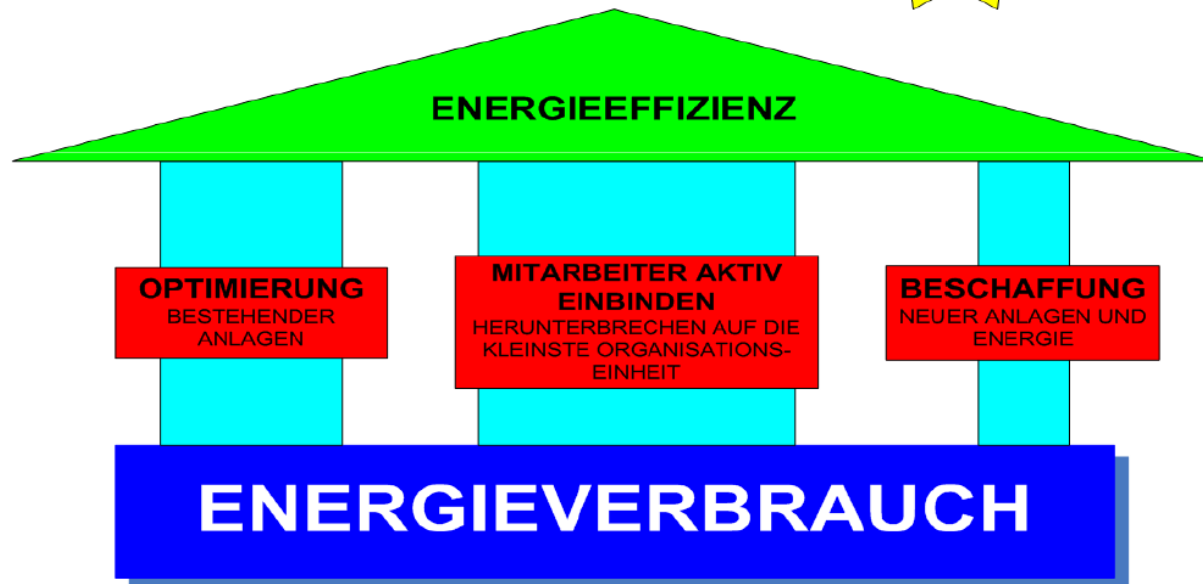 ENERGIEEFFIZIENZ
OPTIMIERUNG
BESTEHENDER
ANLAGEN
MITARBEITER AKTIV
EINBINDEN
HERUNTERBRECHEN AUF DIE
KLEINSTE ORGANISATIONS-
EINHEIT
BESCHAFFUNG
NEUER ANLAGEN UND
ENERGIE
ENERGIEVERBRAUCH